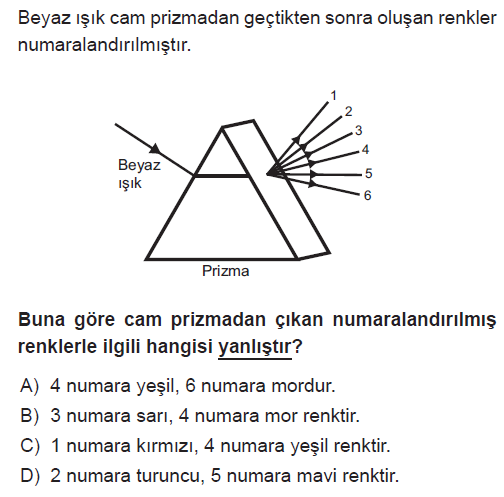 Beyaz ışık cam prizmadan geçtikten sonra oluşan renkler
numaralandırılmıştır.
1
2
3
4
5
6
Beyaz
ışık
Prizma
Buna göre cam prizmadan çıkan numaralandırılmış
renklerle ilgili hangisi yanlıştır?
A) 4 numara yeşil, 6 numara mordur.
B) 3 numara sarı, 4 numara mor renktir.
C) 1 numara kırmızı, 4 numara yeşil renktir.
D) 2 numara turuncu, 5 numara mavi renktir.